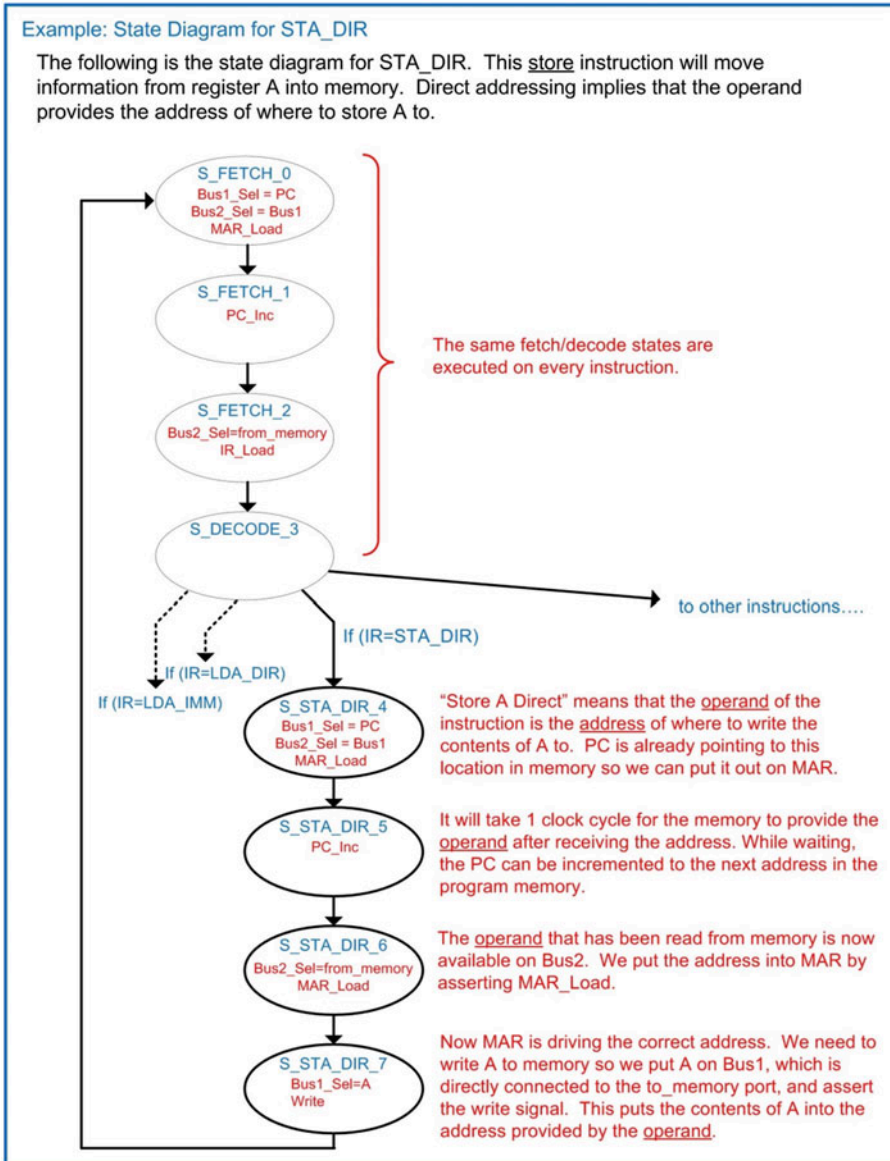 Example: State Diagram for STA_DIR
The following is the state diagram for STA_DIR. This store instruction will move
information from register A into memory. Direct addressing implies that the operand
provides the address of where to store A to.
S_FETCH_0
Bus1_Sel = PC
Bus2_Sel = Bus1
MAR_Load
S_FETCH_1
PC_Inc
The same fetch/decode states are
executed on every instruction.
S_FETCH_2
Bus2_Sel=from_memory
IR_Load
S_DECODE_3
to other instructions....
If (IR=STA_DIR)
If (IR=LDA_DIR)
If (IR=LDA_IMM)
S_STA_DIR_4
Bus1_Sel = PC
Bus2_Sel = Bus1
MAR_Load
“Store A Direct” means that the operand of the
instruction is the address of where to write the
contents of A to. PC is already pointing to this
location in memory so we can put it out on MAR.
S_STA_DIR_5
PC_Inc
It will take 1 clock cycle for the memory to provide the
operand after receiving the address. While waiting,
the PC can be incremented to the next address in the
program memory.
S_STA_DIR_6
Bus2_Sel=from_memory
MAR_Load
The operand that has been read from memory is now
available on Bus2. We put the address into MAR by
asserting MAR_Load.
S_STA_DIR_7
Bus1_Sel=A
Write
Now MAR is driving the correct address. We need to
write A to memory so we put A on Bus1, which is
directly connected to the to_memory port, and assert
the write signal. This puts the contents of A into the
address provided by the operand.